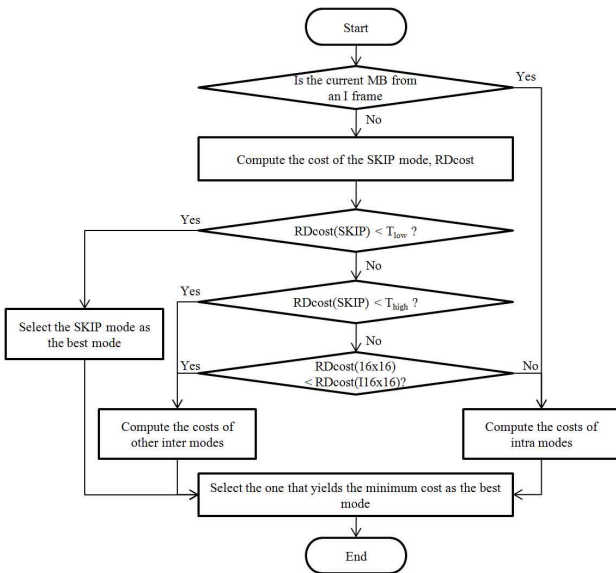 Start
Is the current MB from
an I frame
Yes
No
Compute the cost of the SKIP mode, RDcost
Yes
RDcost(SKIP) < Tlow ?
No
Yes
RDcost(SKIP) < Thigh ?
Select the SKIP mode as
the best mode
No
Yes
RDcost(16x16)
< RDcost(I16x16)?
No
Compute the costs of
other inter modes
Compute the costs of
intra modes
Select the one that yields the minimum cost as the best
mode
End